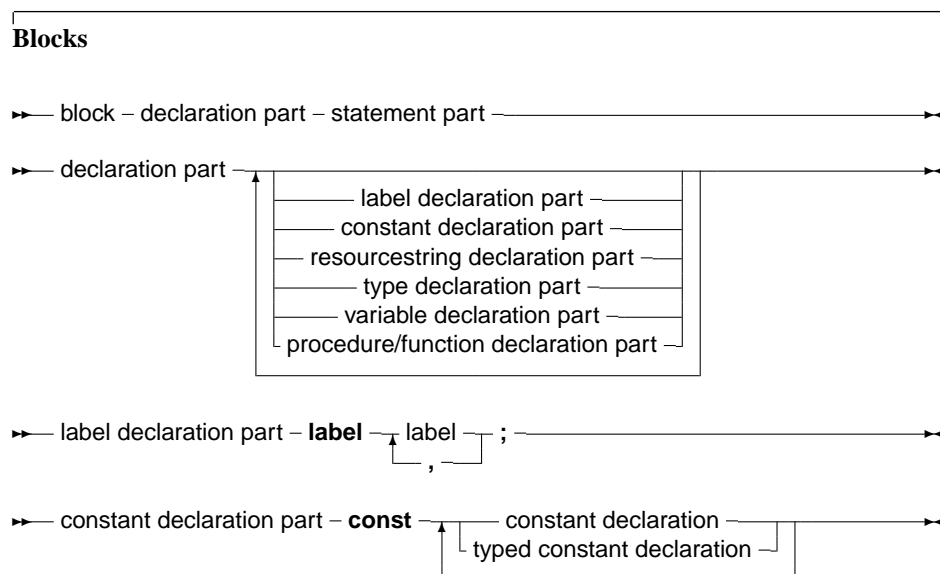 Blocks
block declaration part statement part
declaration part
label declaration part
constant declaration part
resourcestring declaration part
type declaration part
variable declaration part
procedure/function declaration part
label declaration part label label ;
,
constant declaration part const constant declaration
typed constant declaration